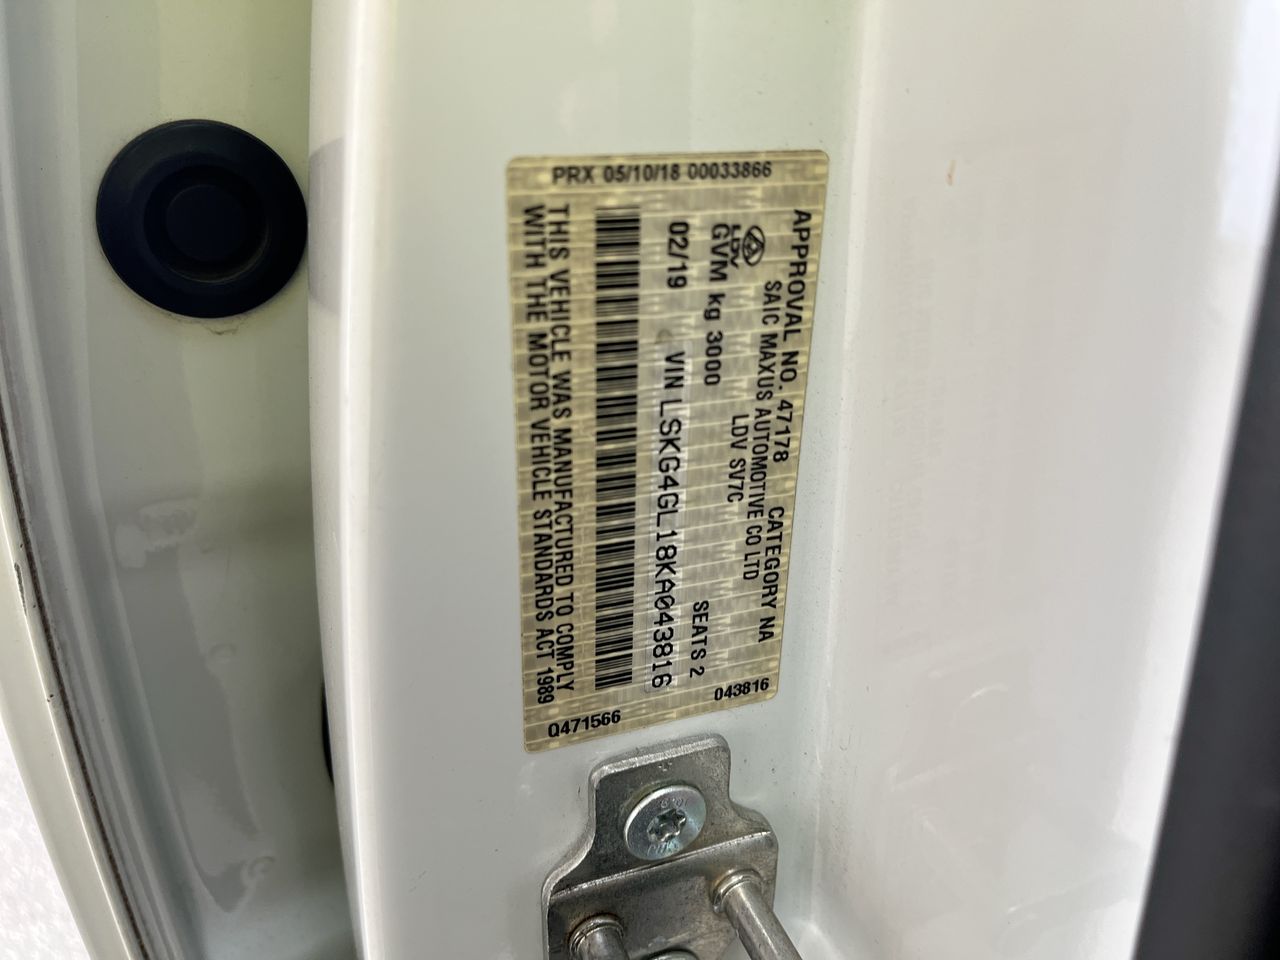 PRX 05/10/18 00033866
APPROVAL NO. 47178 CATEGORY NA
SAIC MAXUS AUTOMOTIVE CO LTD
LDV
LDV SV7C
GVM kg 3000 SEATS 2
02/19 VIN LSKG4GL18KA043816
THIS VEHICLE WAS MANUFACTURED TO COMPLY
WITH THE MOTOR VEHICLE STANDARDS ACT 1989
Q471566
043816